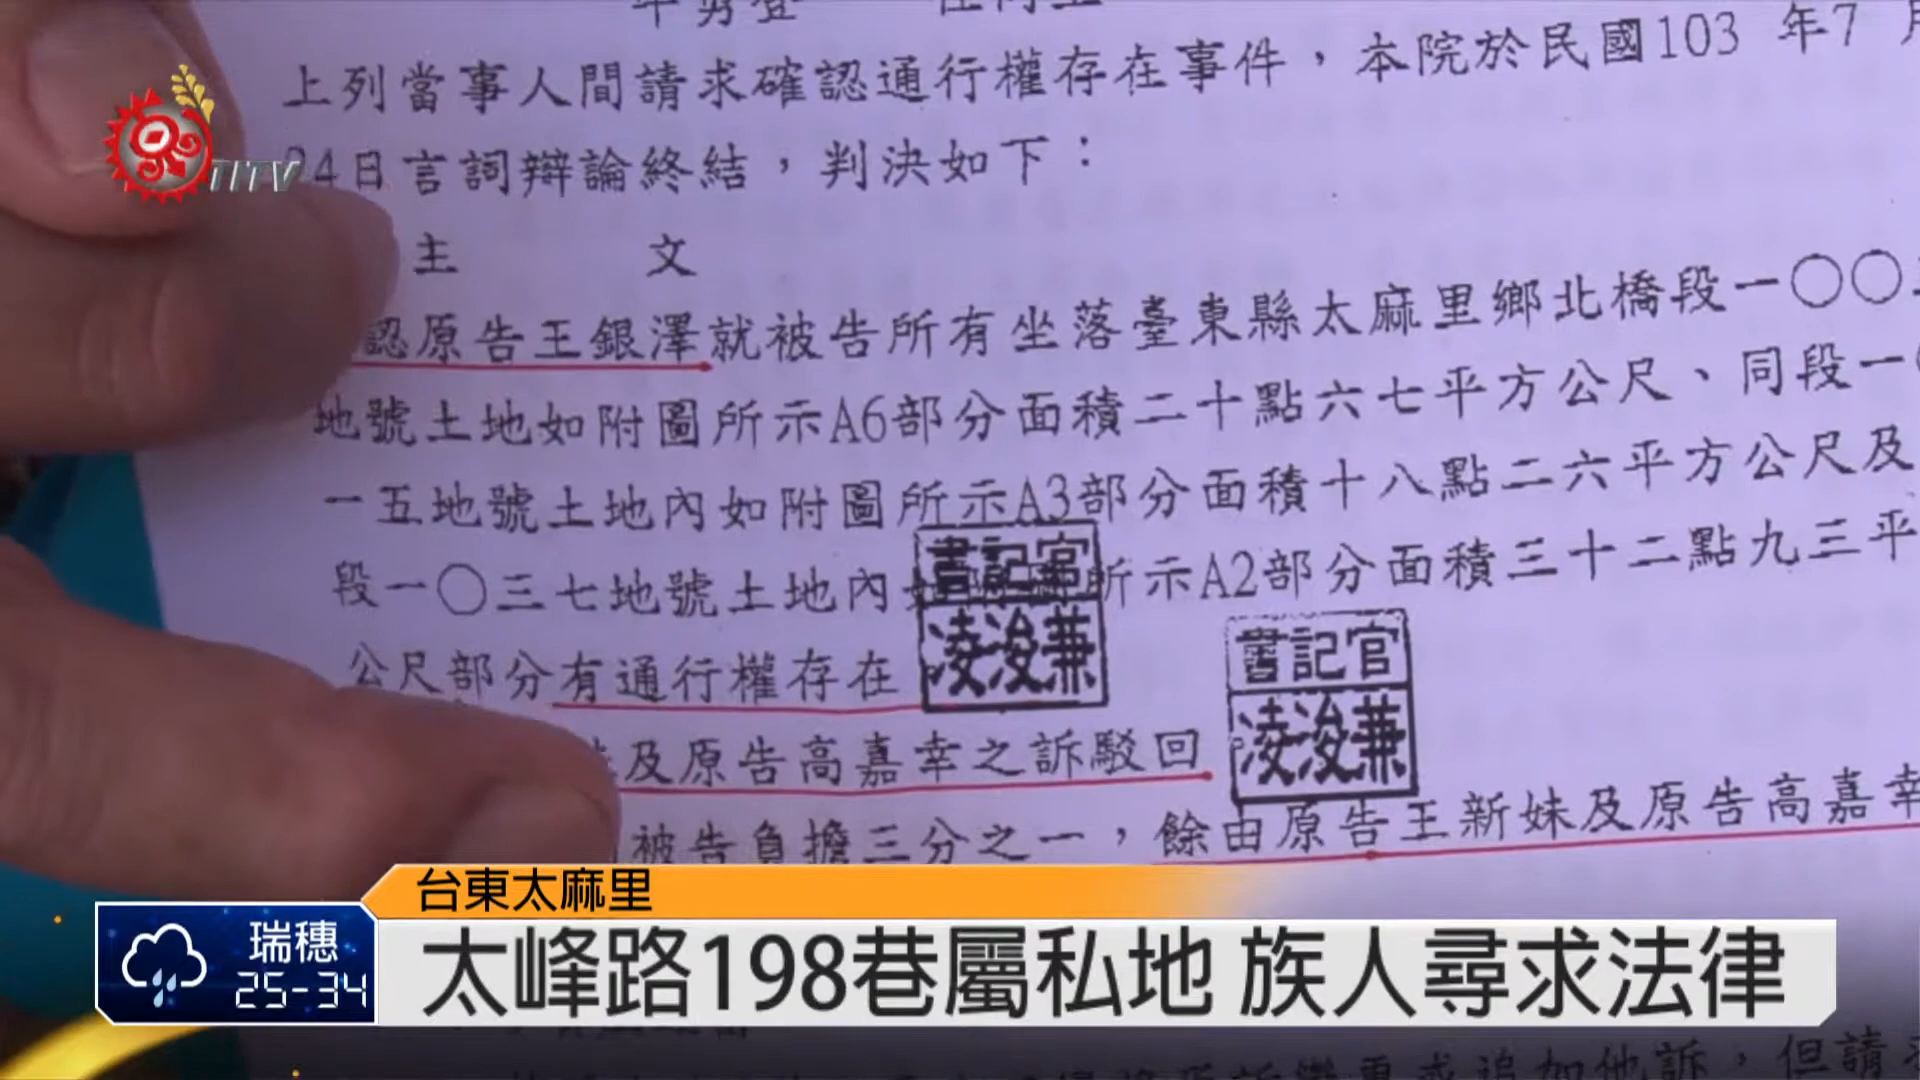 上列當事人間請求確認通行權存在事件，本院於民國103 年7
TITV
4日言詞辯論終結，判決如下：
主 文
認原告王銀澤就被告所有坐落臺東縣太麻里鄉北橋段一〇〇
地號土地如附圖所示A6部分面積二十點六七平方公尺、同段一
一五地號土地內如附圖所示A3部分面積十八點二六平方公尺及
段一〇三七地號土地內如附圖所示A2部分面積三十二點九三平
書記官
凌浚兼
公尺部分有通行權存在
書記官
凌浚兼
及原告高嘉幸之訴駁回
被告負擔三分之一，餘由原告王新妹及原告高嘉幸
台東太麻里
瑞穗
25-34
太峰路198巷屬私地 族人尋求法律